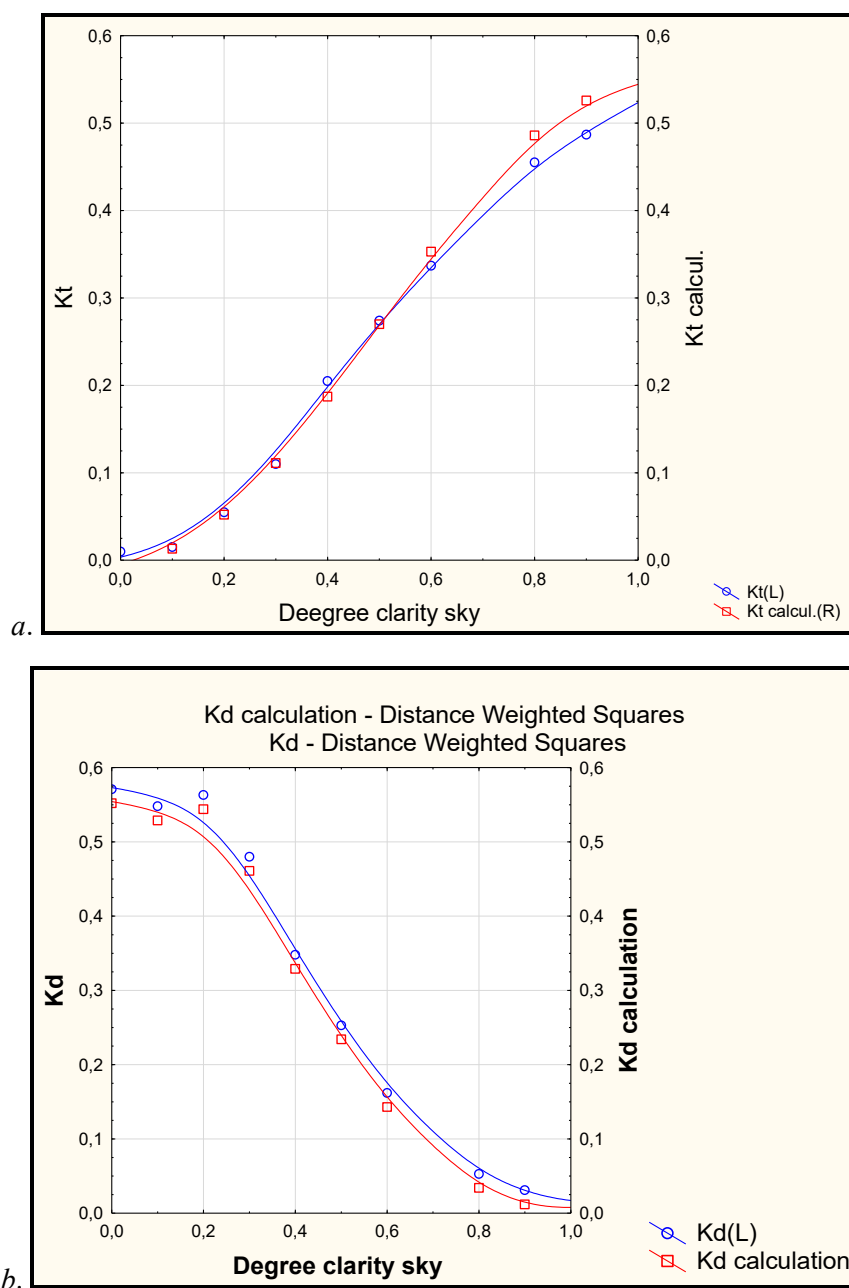 0,6 0,6
0,5 0,5
0,4 0,4
0,3 0,3
0,2 0,2
0,1 0,1
0,0 0,0
Kt
Kt calcul.
0,0 0,2 0,4 0,6 0,8 1,0
Deegree clarity sky
Kt(L)
Kt calcul.(R)
a.
Kd calculation - Distance Weighted Squares
Kd - Distance Weighted Squares
0,6 0,6
0,5 0,5
0,4 0,4
0,3 0,3
0,2 0,2
0,1 0,1
0,0 0,0
Kd
Kd calculation
0,0 0,2 0,4 0,6 0,8 1,0
Degree clarity sky
Kd(L)
Kd calculation
b.